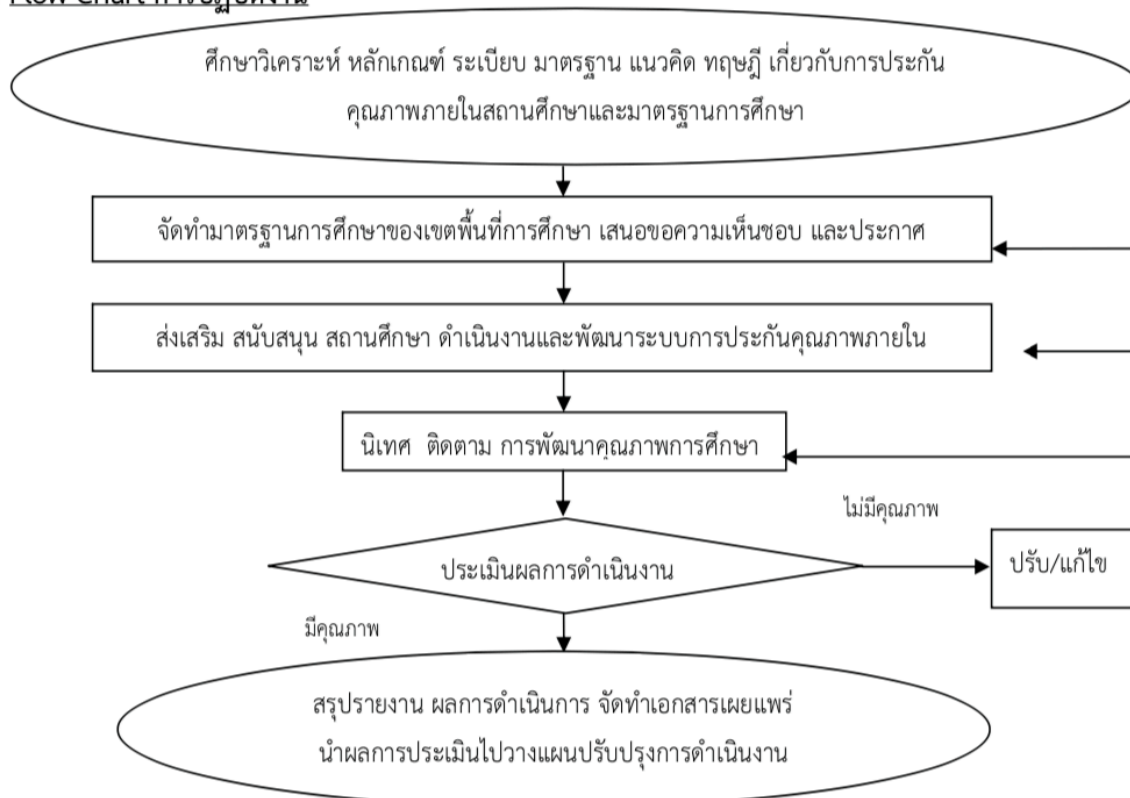 Flow Chart การปฏิบัติงาน
ศึกษาวิเคราะห์ หลักเกณฑ์ ระเบียบ มาตรฐาน แนวคิด ทฤษฎี เกี่ยวกับการประกัน
คุณภาพภายในสถานศึกษาและมาตรฐานการศึกษา
จัดทำมาตรฐานการศึกษาของเขตพื้นที่การศึกษา เสนอขอความเห็นชอบ และประกาศ
ส่งเสริม สนับสนุน สถานศึกษา ดำเนินงานและพัฒนาระบบการประกันคุณภาพภายใน
นิเทศ ติดตาม การพัฒนาคุณภาพการศึกษา
ไม่มีคุณภาพ
ประเมินผลการดำเนินงาน
ปรับ/แก้ไข
มีคุณภาพ
สรุปรายงาน ผลการดำเนินการ จัดทำเอกสารเผยแพร่
นำผลการประเมินไปวางแผนปรับปรุงการดำเนินงาน